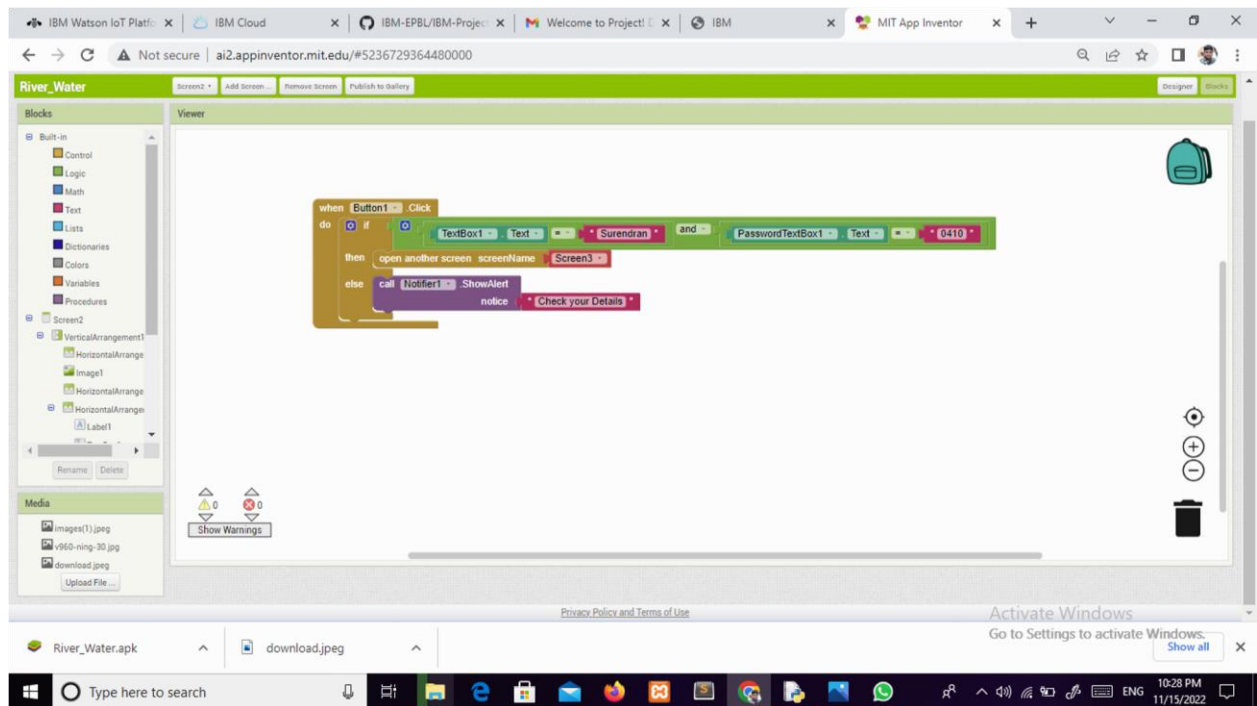 IBM Watson IoT Platfo
IBM Cloud
IBM-EPBL/IBM-Project
Welcome to Project!
IBM
MIT App Inventor
Not secure | ai2.appinventor.mit.edu/#5236729364480000
River_Water
Screen2
Add Screen ...
Remove Screen
Publish to Gallery
Designer
Blocks
Blocks
Viewer
Built-in
Control
Logic
Math
Text
Lists
Dictionaries
Colors
Variables
Procedures
Screen2
VerticalArrangement1
HorizontalArrange
Image1
HorizontalArrange
HorizontalArranger
Label1
Rename
Delete
when Button1 .Click
do if TextBox1 . Text = " Surendran " and PasswordTextBox1 . Text = " 0410 "
then open another screen screenName Screen3
else call Notifier1 .ShowAlert
notice " Check your Details "
0 0
Show Warnings
Media
images(1).jpeg
v960-ning-30.jpg
download.jpeg
Upload File ...
Privacy Policy and Terms of Use
Activate Windows
Go to Settings to activate Windows.
River_Water.apk
download.jpeg
Show all
Type here to search
ENG
10:28 PM
11/15/2022